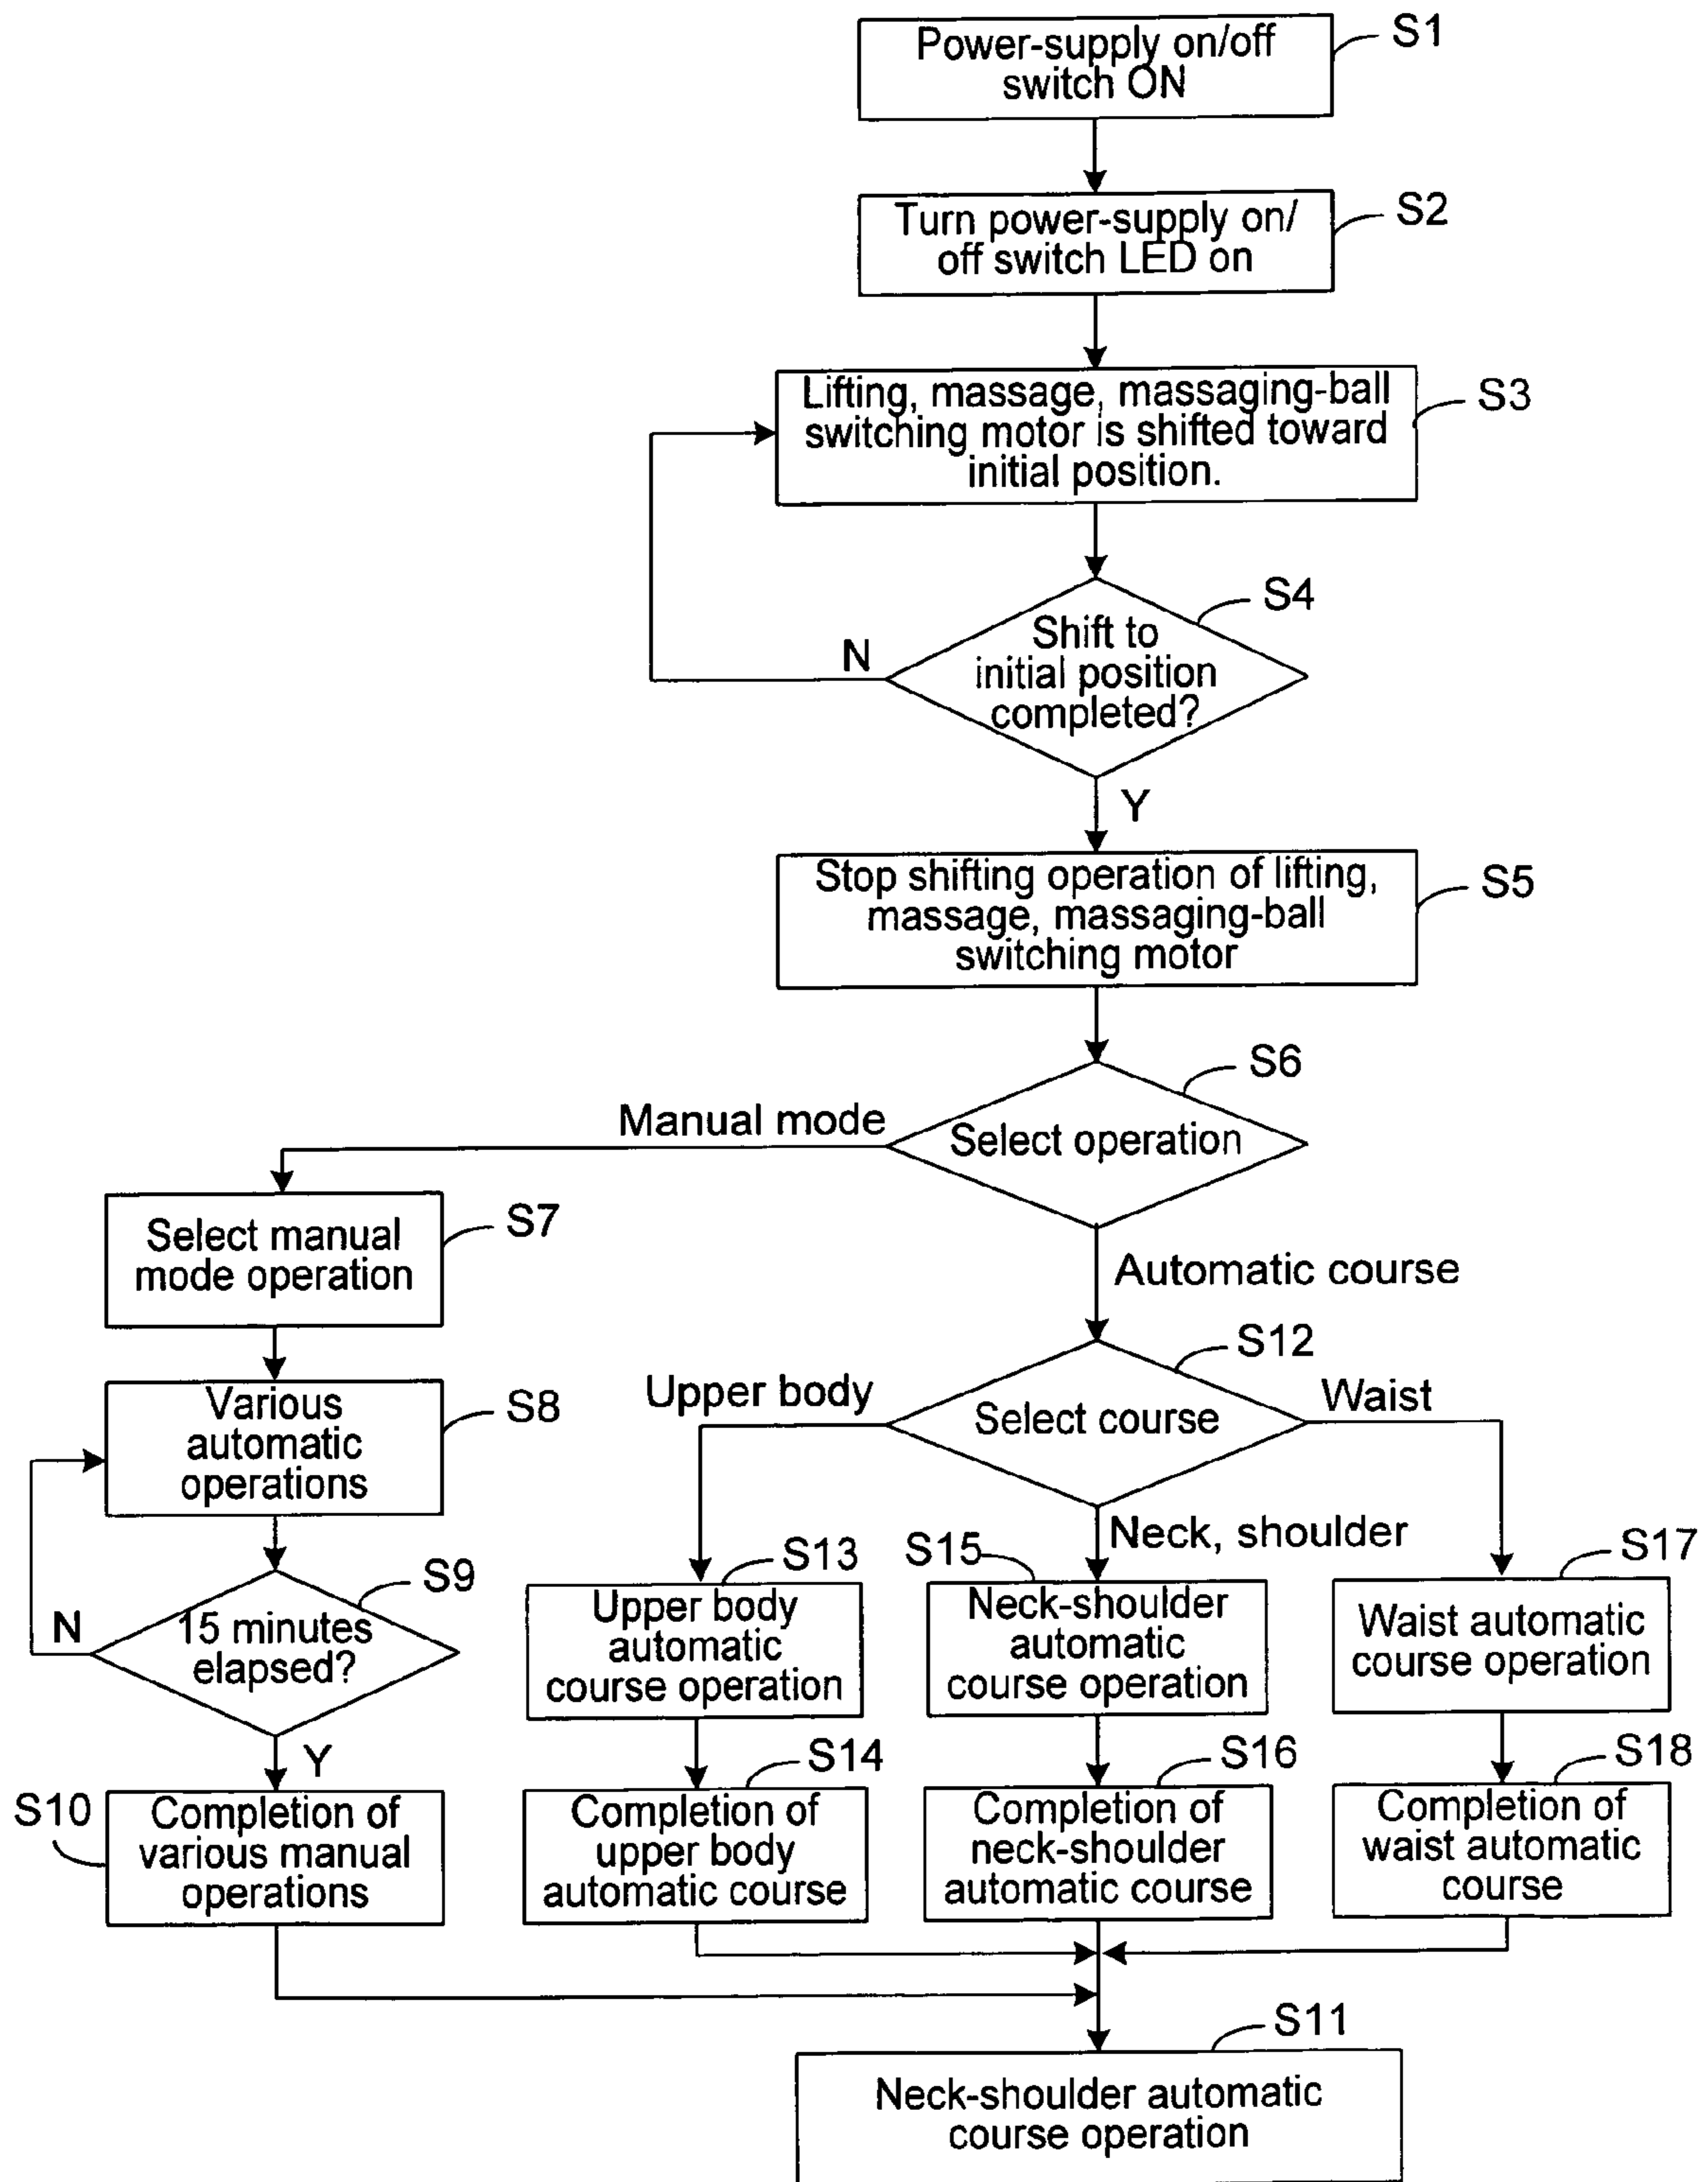 Power-supply on/off
switch ON
S1
Turn power-supply on/
off switch LED on
S2
Lifting, massage, massaging-ball
switching motor is shifted toward
initial position.
S3
S4
Shift to
initial position
completed?
N
Y
Stop shifting operation of lifting,
massage, massaging-ball
switching motor
S5
S6
Select operation
Manual mode
Automatic course
Select manual
mode operation
S7
Various
automatic
operations
S8
S9
15 minutes
elapsed?
N
Y
S10
Completion of
various manual
operations
S12
Select course
Upper body
Waist
Neck, shoulder
S13
Upper body
automatic
course operation
S14
Completion of
upper body
automatic course
S15
Neck-shoulder
automatic
course operation
S16
Completion of
neck-shoulder
automatic course
S17
Waist automatic
course operation
S18
Completion of
waist automatic
course
S11
Neck-shoulder automatic
course operation